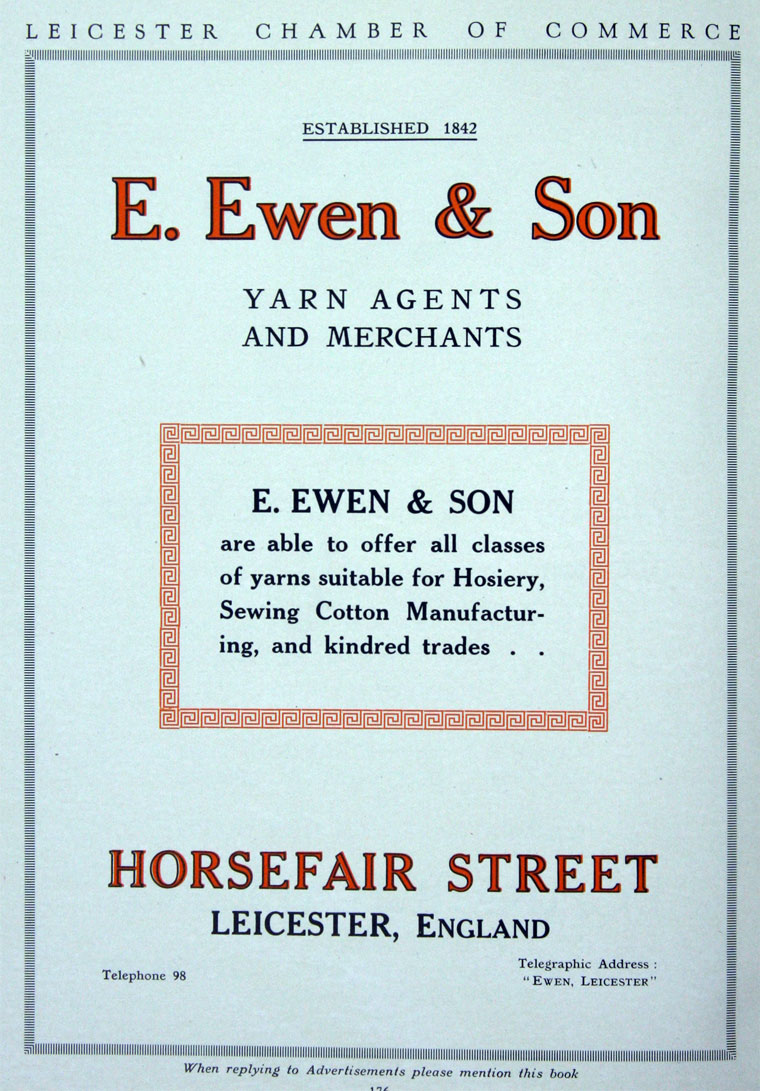 LEICESTER CHAMBER OF COMMERCE
ESTABLISHED 1842
E. Ewen & Son
YARN AGENTS
AND MERCHANTS
E. EWEN & SON
are able to offer all classes
of yarns suitable for Hosiery,
Sewing Cotton Manufactur-
ing, and kindred trades . .
HORSEFAIR STREET
LEICESTER, ENGLAND
Telephone 98
Telegraphic Address :
"EWEN, LEICESTER"
When replying to Advertisements please mention this book